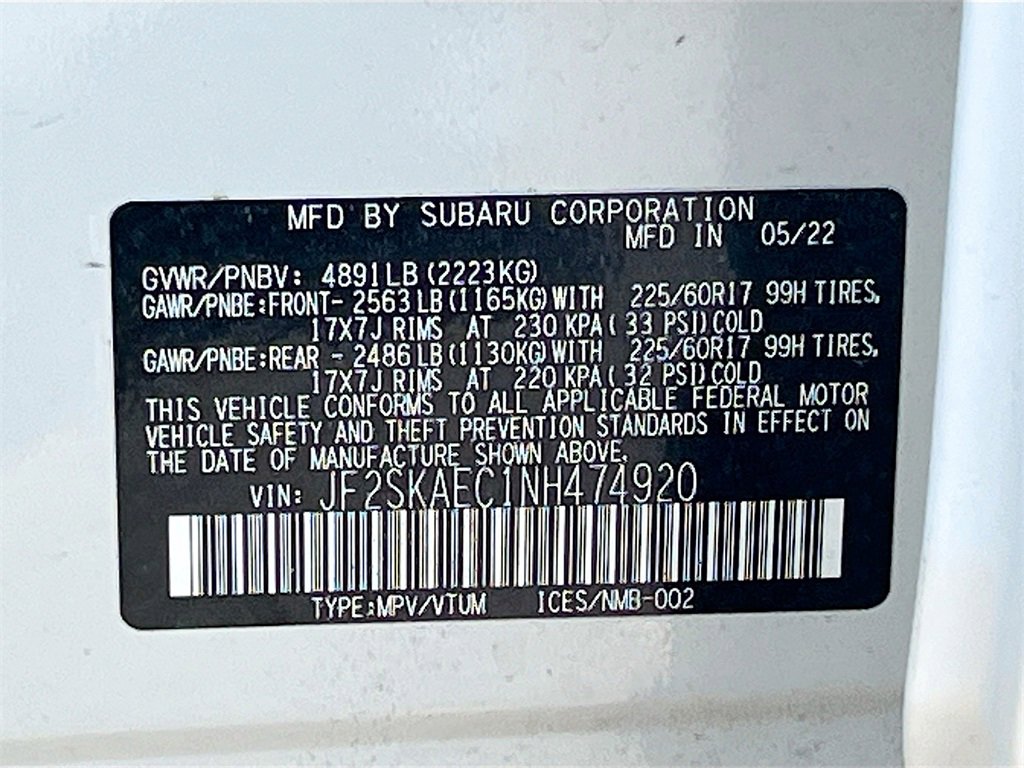 MFD BY SUBARU CORPORATION
MFD IN 05/22
GVWR/PNBV: 4891LB(2223KG)
GAWR/PNBE:FRONT- 2563LB(1165KG)WITH 225/60R17 99H TIRES,
17X7J RIMS AT 230 KPA( 33 PSI)COLD
GAWR/PNBE:REAR - 2486LB(1130KG)WITH 225/60R17 99H TIRES,
17X7J RIMS AT 220 KPA( 32 PSI)COLD
THIS VEHICLE CONFORMS TO ALL APPLICABLE FEDERAL MOTOR
VEHICLE SAFETY AND THEFT PREVENTION STANDARDS IN EFFECT ON
THE DATE OF MANUFACTURE SHOWN ABOVE.
VIN: JF2SKAEC1NH474920
TYPE:MPV/VTUM ICES/NMB-002